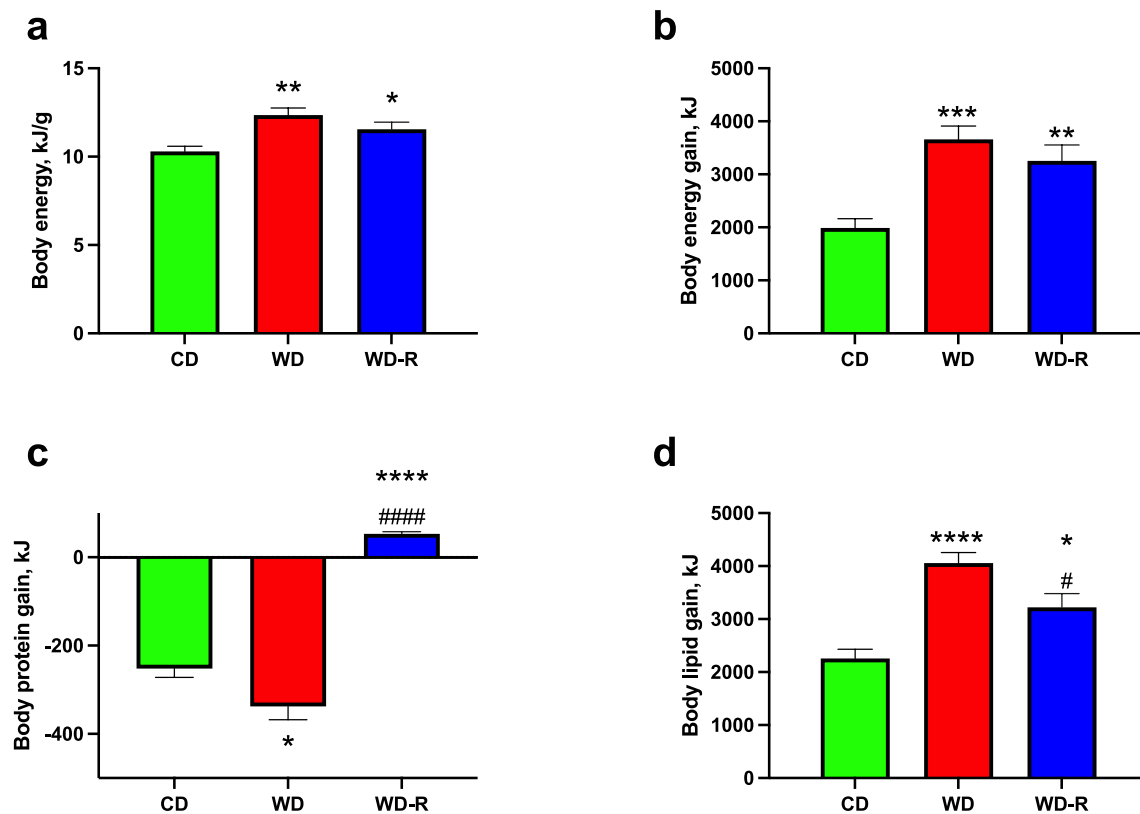 a
Body energy, kJ/g
15
10
5
0
**
*
CD
WD
WD-R
b
Body energy gain, kJ
5000
4000
3000
2000
1000
0
***
**
CD
WD
WD-R
c
Body protein gain, kJ
0
-200
-400
****
####
*
CD
WD
WD-R
d
Body lipid gain, kJ
5000
4000
3000
2000
1000
0
****
*
#
CD
WD
WD-R